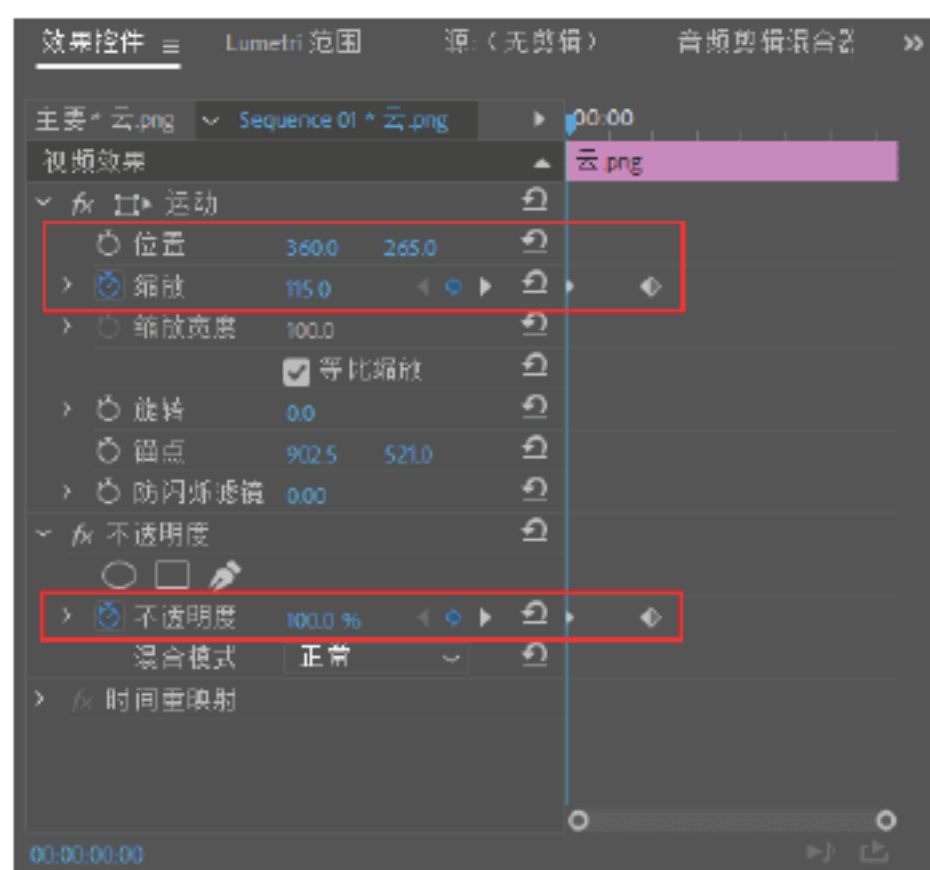 效果控件 ≡ Lumetri 范围 源:（无剪辑） 音频剪辑混合器 »
主要* 云.png Sequence 01 * 云.png 00:00
视频效果 云.png
fx 运动
位置 360.0 265.0
缩放 115.0
缩放宽度 100.0
等比缩放
旋转 0.0
锚点 902.5 521.0
防闪烁滤镜 0.00
fx 不透明度
不透明度 100.0 %
混合模式 正常
fx 时间重映射
00:00:00:00